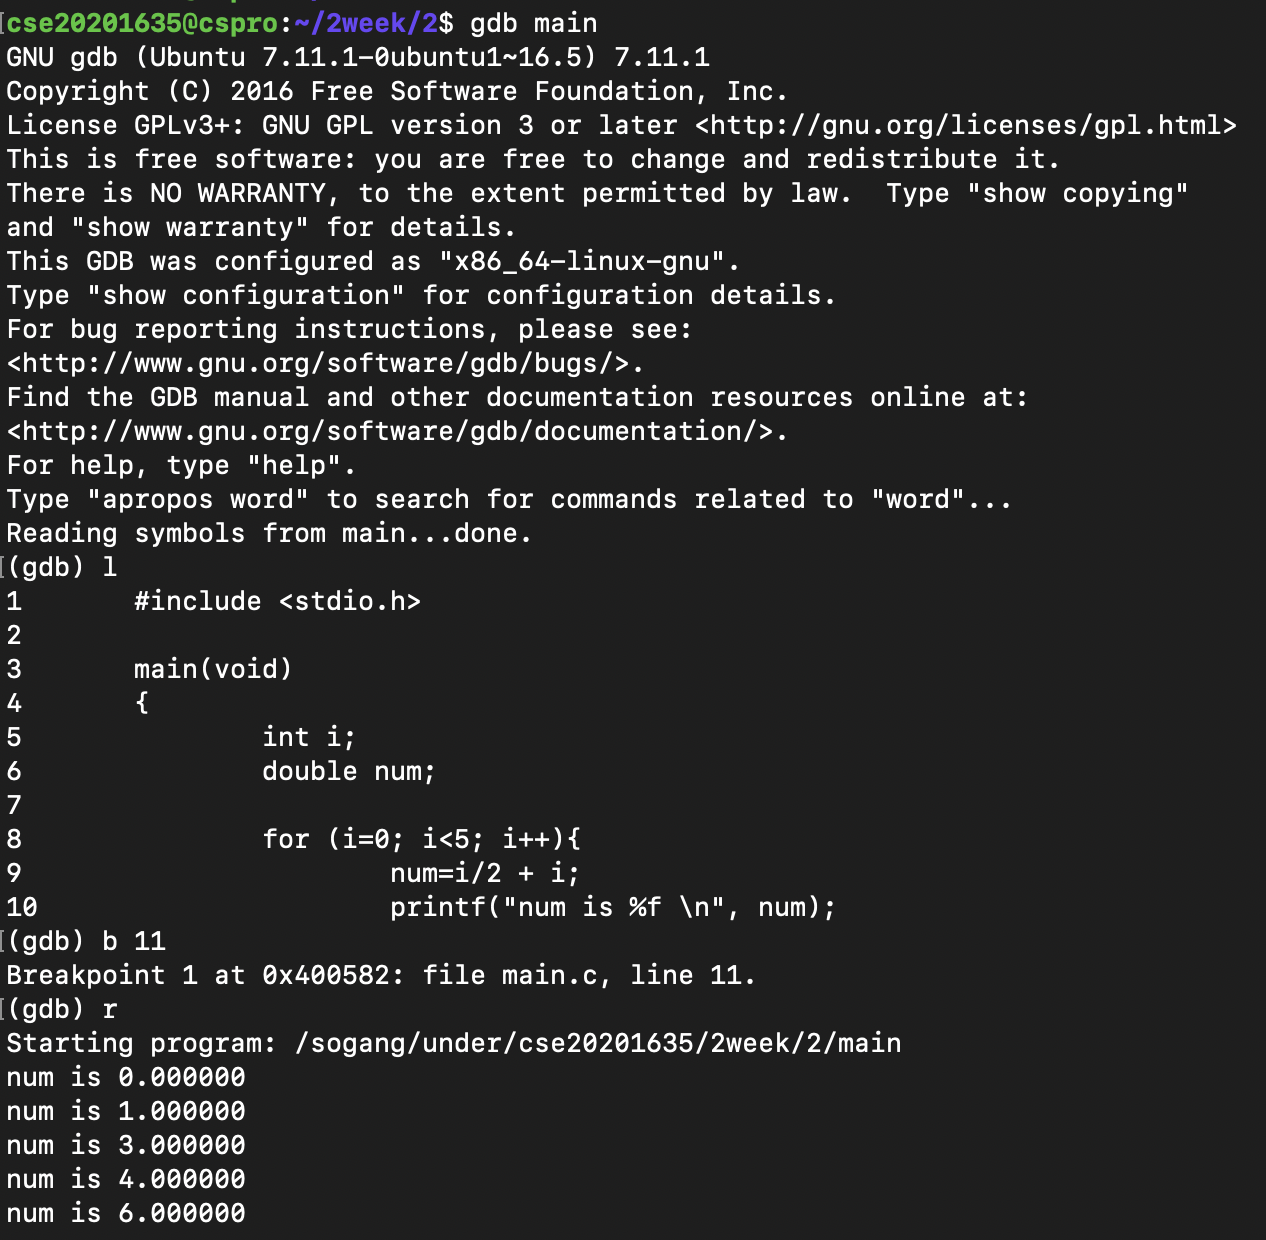 cse20201635@cspro:~/2week/2$ gdb main
GNU gdb (Ubuntu 7.11.1-0ubuntu1~16.5) 7.11.1
Copyright (C) 2016 Free Software Foundation, Inc.
License GPLv3+: GNU GPL version 3 or later <http://gnu.org/licenses/gpl.html>
This is free software: you are free to change and redistribute it.
There is NO WARRANTY, to the extent permitted by law.  Type "show copying"
and "show warranty" for details.
This GDB was configured as "x86_64-linux-gnu".
Type "show configuration" for configuration details.
For bug reporting instructions, please see:
<http://www.gnu.org/software/gdb/bugs/>.
Find the GDB manual and other documentation resources online at:
<http://www.gnu.org/software/gdb/documentation/>.
For help, type "help".
Type "apropos word" to search for commands related to "word"...
Reading symbols from main...done.
(gdb) l
1       #include <stdio.h>
2
3       main(void)
4       {
5               int i;
6               double num;
7
8               for (i=0; i<5; i++){
9                       num=i/2 + i;
10                      printf("num is %f \n", num);
(gdb) b 11
Breakpoint 1 at 0x400582: file main.c, line 11.
(gdb) r
Starting program: /sogang/under/cse20201635/2week/2/main
num is 0.000000
num is 1.000000
num is 3.000000
num is 4.000000
num is 6.000000